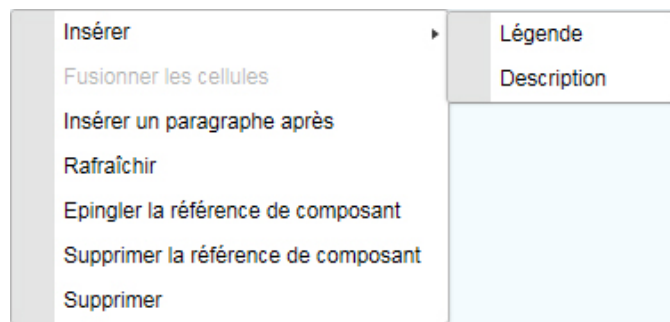 Insérer
Légende
Fusionner les cellules
Description
Insérer un paragraphe après
Rafraîchir
Epingler la référence de composant
Supprimer la référence de composant
Supprimer